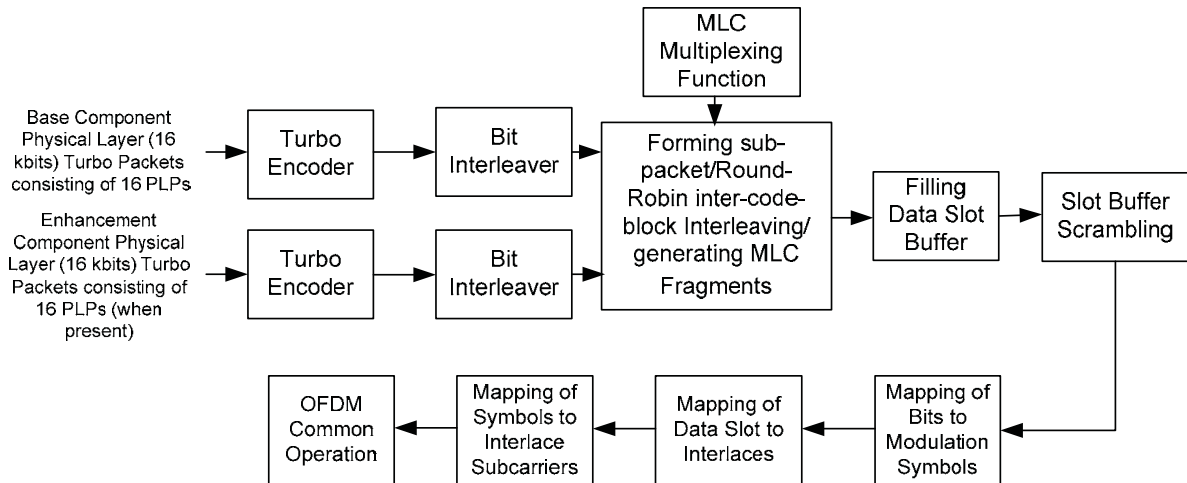 MLC
Multiplexing
Function
Base Component
Physical Layer (16
kbits) Turbo Packets
consisting of 16 PLPs
Turbo
Encoder
Bit
Interleaver
Forming sub-
packet/Round-
Robin inter-code-
block Interleaving/
generating MLC
Fragments
Filling
Data Slot
Buffer
Slot Buffer
Scrambling
Enhancement
Component Physical
Layer (16 kbits) Turbo
Packets consisting of
16 PLPs (when
present)
Turbo
Encoder
Bit
Interleaver
OFDM
Common
Operation
Mapping of
Symbols to
Interlace
Subcarriers
Mapping of
Data Slot to
Interlaces
Mapping of
Bits to
Modulation
Symbols